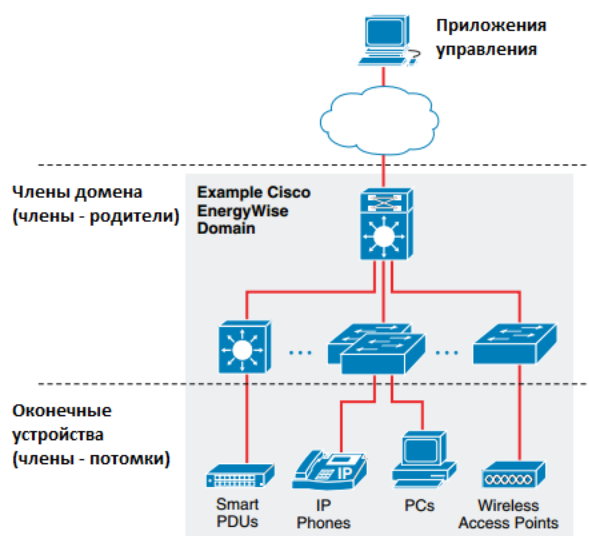 Приложения
управления
Члены домена
(члены - родители)
Example Cisco
EnergyWise
Domain
... ...
Оконечные
устройства
(члены - потомки)
IP
Smart
PDUs
IP
Phones
PCs
Wireless
Access Points